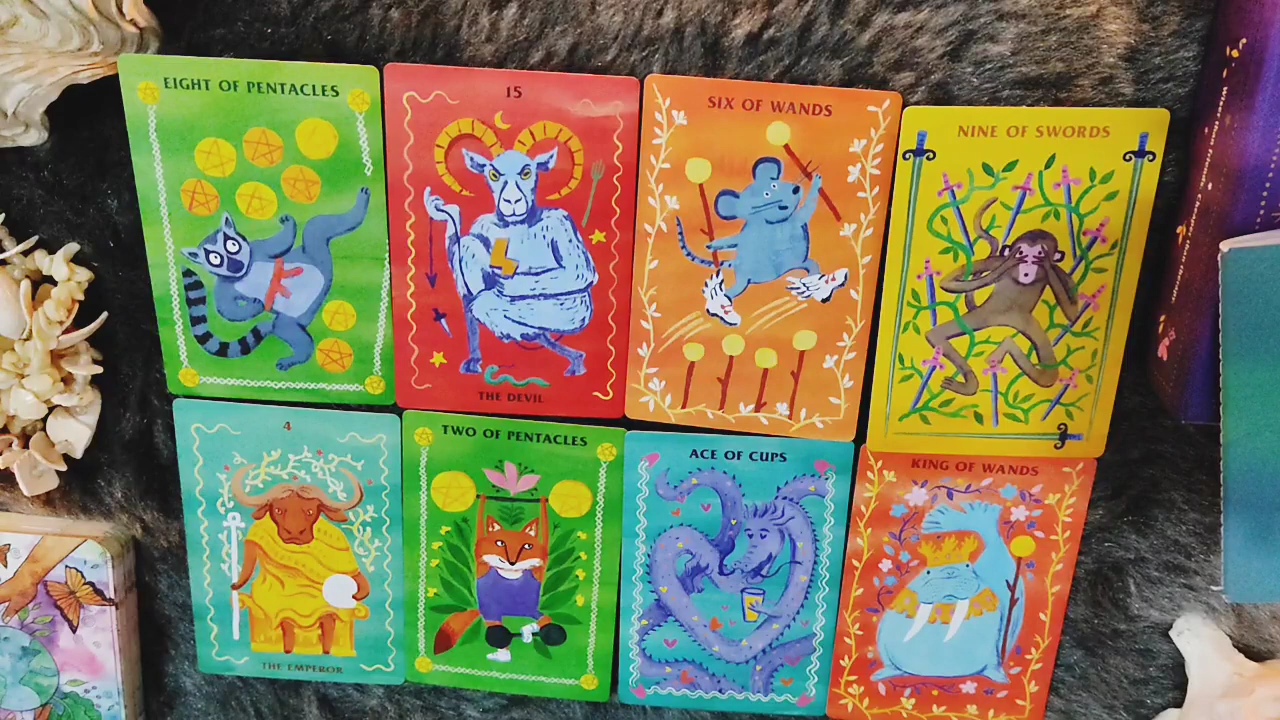 EIGHT OF PENTACLES
15
THE DEVIL
SIX OF WANDS
NINE OF SWORDS
4
THE EMPEROR
TWO OF PENTACLES
ACE OF CUPS
KING OF WANDS